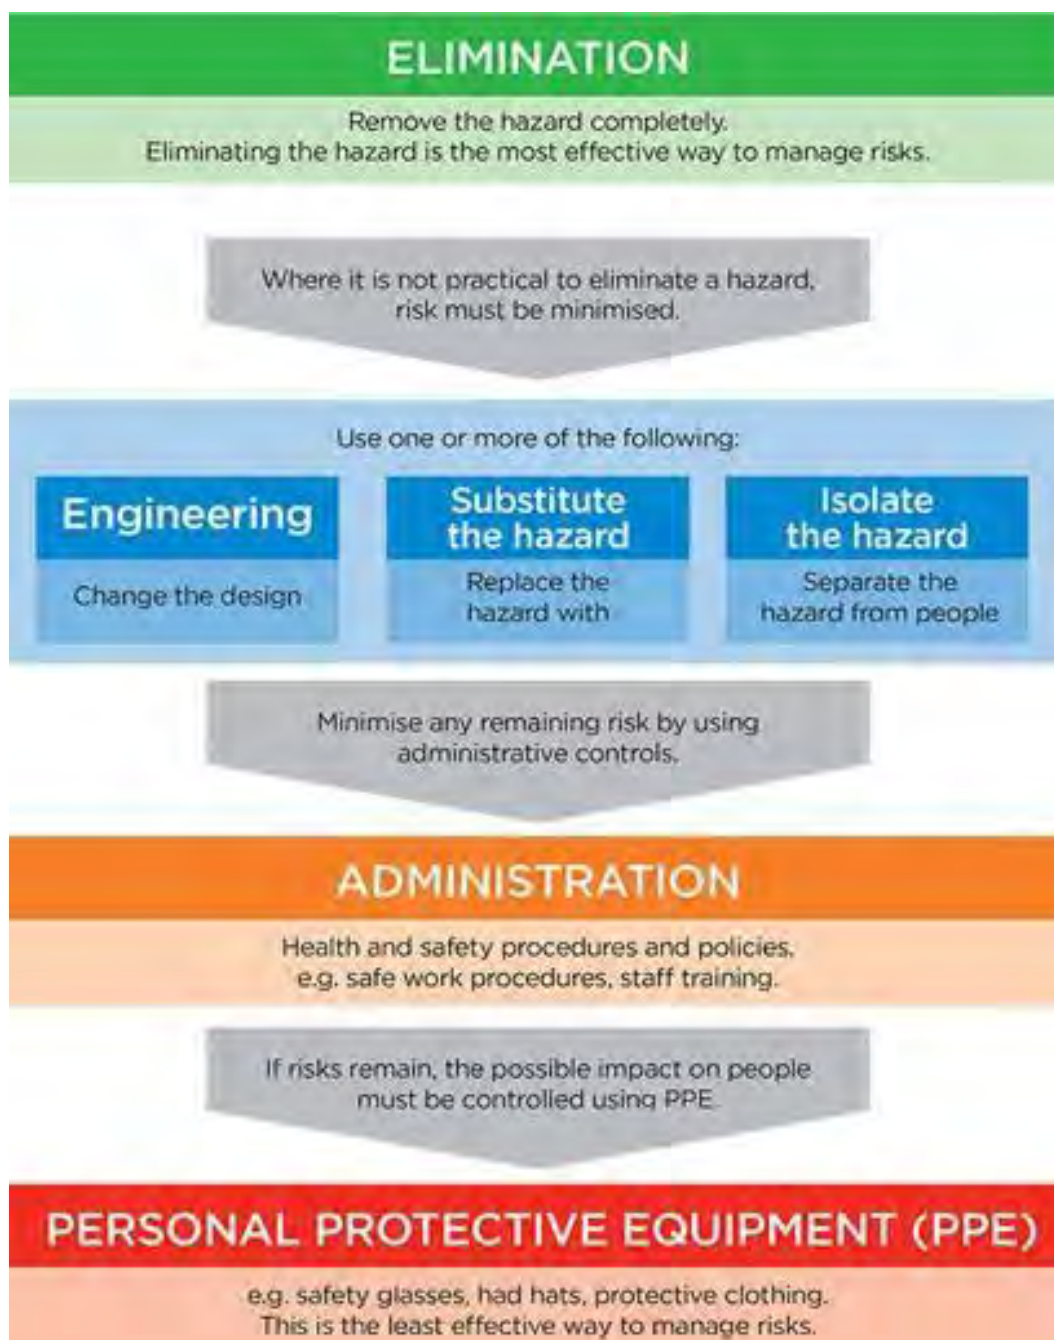 ELIMINATION
Remove the hazard completely.
Eliminating the hazard is the most effective way to manage risks.
Where it is not practical to eliminate a hazard,
risk must be minimised.
Use one or more of the following:
Engineering
Change the design
Substitute
the hazard
Replace the
hazard with
Isolate
the hazard
Separate the
hazard from people
Minimise any remaining risk by using
administrative controls.
ADMINISTRATION
Health and safety procedures and policies,
e.g. safe work procedures, staff training.
If risks remain, the possible impact on people
must be controlled using PPE.
PERSONAL PROTECTIVE EQUIPMENT (PPE)
e.g. safety glasses, had hats, protective clothing.
This is the least effective way to manage risks.